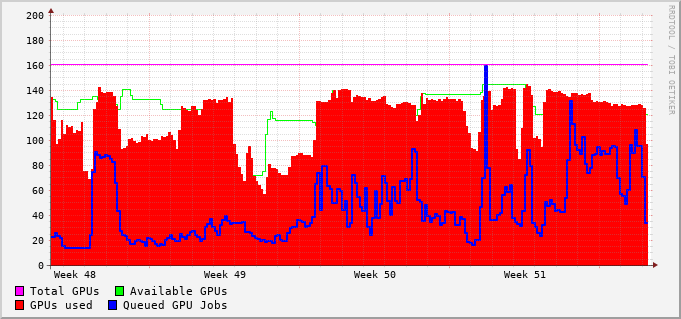 200
180
160
140
120
100
80
60
40
20
0
Week 48 Week 49 Week 50 Week 51
Total GPUs Available GPUs
GPUs used Queued GPU Jobs
RRDTOOL / TOBI OETIKER